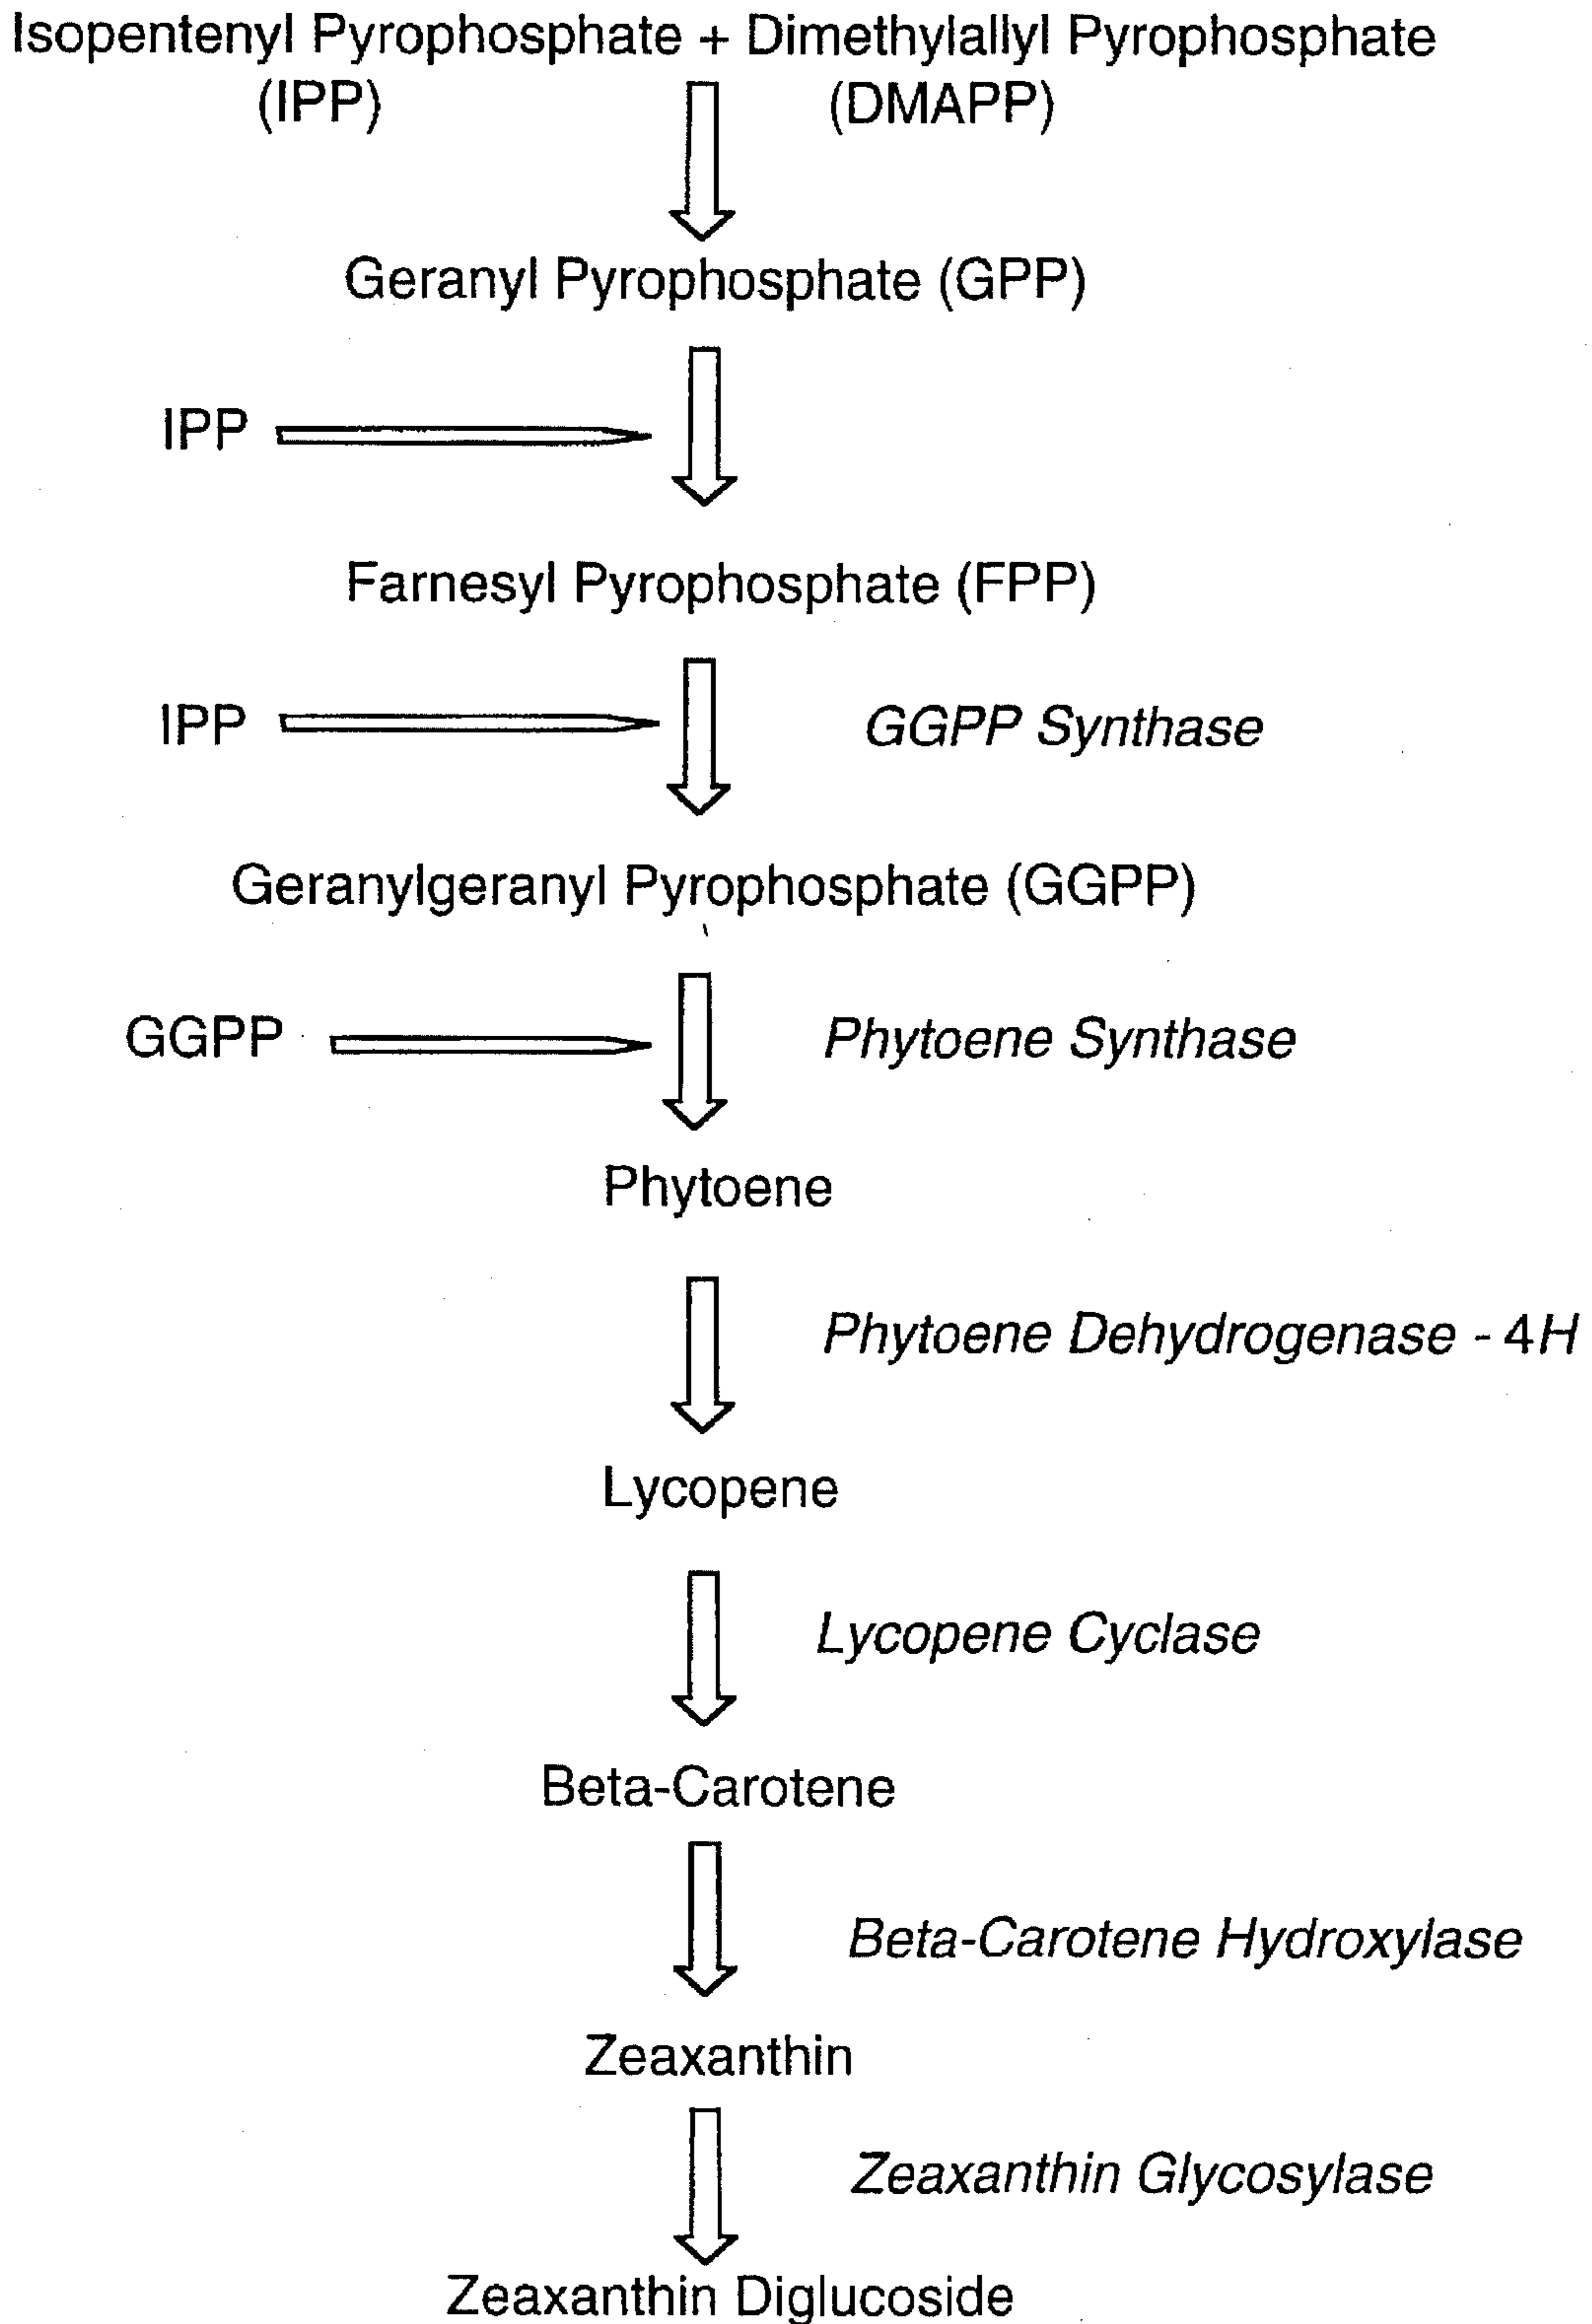 Isopentenyl Pyrophosphate + Dimethylallyl Pyrophosphate
(IPP) (DMAPP)
Geranyl Pyrophosphate (GPP)
IPP
Farnesyl Pyrophosphate (FPP)
IPP GGPP Synthase
Geranylgeranyl Pyrophosphate (GGPP)
GGPP Phytoene Synthase
Phytoene
Phytoene Dehydrogenase - 4H
Lycopene
Lycopene Cyclase
Beta-Carotene
Beta-Carotene Hydroxylase
Zeaxanthin
Zeaxanthin Glycosylase
Zeaxanthin Diglucoside